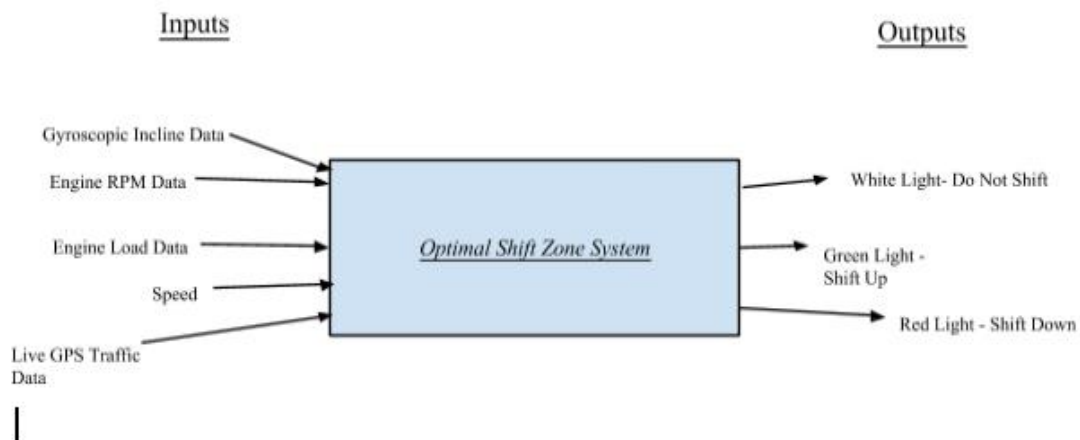 Inputs
Outputs
Gyroscopic Incline Data
Engine RPM Data
Engine Load Data
Speed
Live GPS Traffic
Data
Optimal Shift Zone System
White Light- Do Not Shift
Green Light -
Shift Up
Red Light - Shift Down